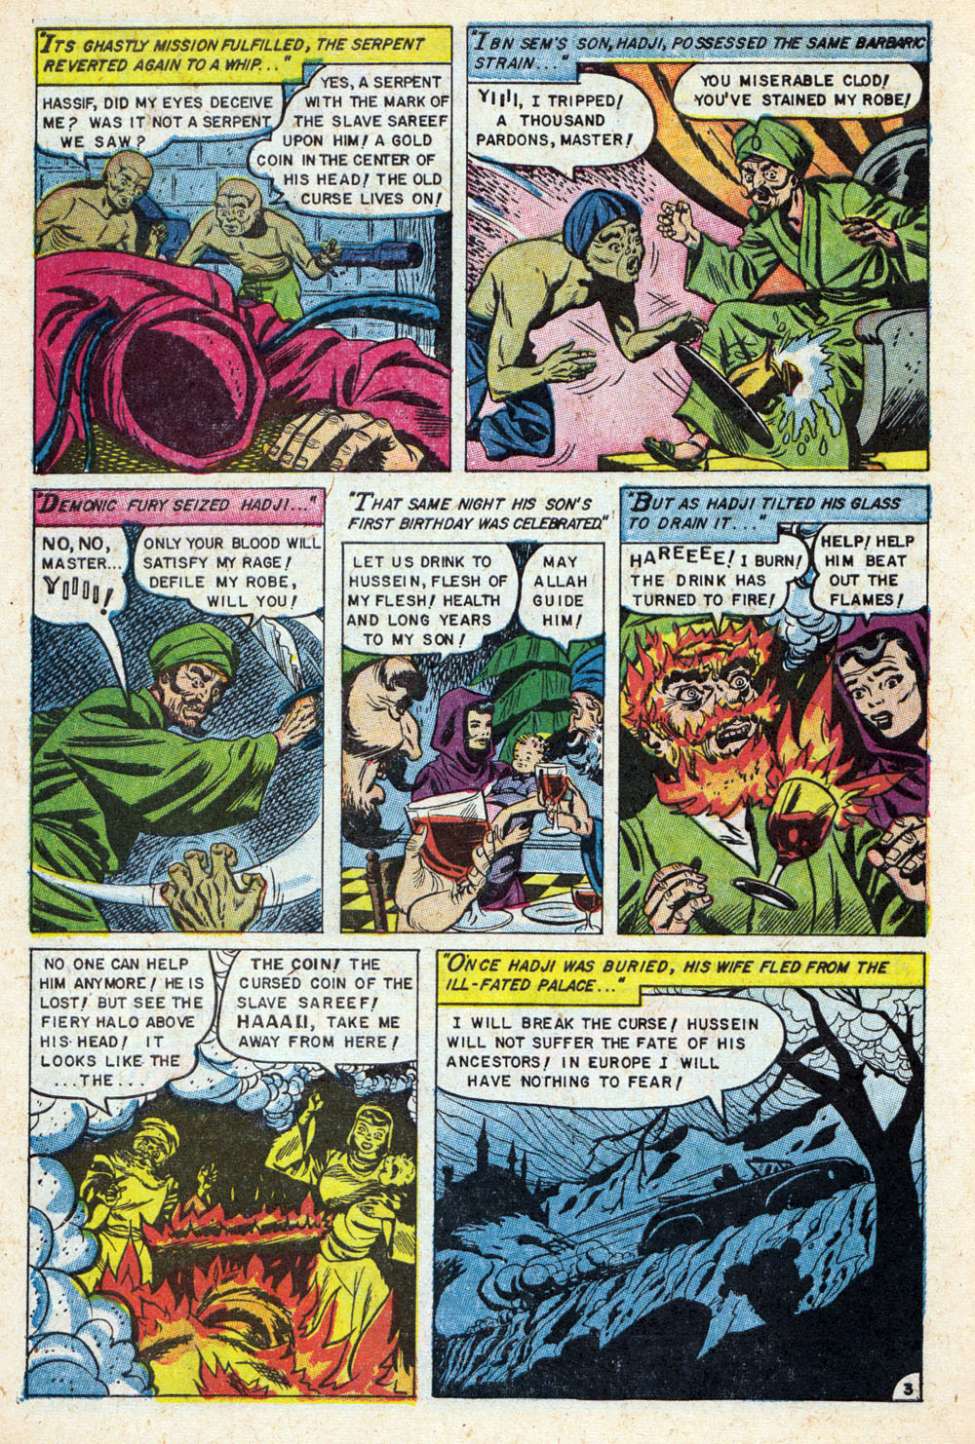 "ITS GHASTLY MISSION FULFILLED, THE SERPENT
REVERTED AGAIN TO A WHIP..."
HASSIF, DID MY EYES DECEIVE
ME? WAS IT NOT A SERPENT
WE SAW?
YES, A SERPENT
WITH THE MARK OF
THE SLAVE SAREEF
UPON HIM! A GOLD
COIN IN THE CENTER OF
HIS HEAD! THE OLD
CURSE LIVES ON!
"IBN SEM'S SON, HADJI, POSSESSED THE SAME BARBARIC
STRAIN..."
YIIII, I TRIPPED!
A THOUSAND
PARDONS, MASTER!
YOU MISERABLE CLOD!
YOU'VE STAINED MY ROBE!
"DEMONIC FURY SEIZED HADJI..."
NO, NO,
MASTER...
YIIIII!
ONLY YOUR BLOOD WILL
SATISFY MY RAGE!
DEFILE MY ROBE,
WILL YOU!
"THAT SAME NIGHT HIS SON'S
FIRST BIRTHDAY WAS CELEBRATED."
LET US DRINK TO
HUSSEIN, FLESH OF
MY FLESH! HEALTH
AND LONG YEARS
TO MY SON!
MAY
ALLAH
GUIDE
HIM!
"BUT AS HADJI TILTED HIS GLASS
TO DRAIN IT..."
HAREEEE! I BURN!
THE DRINK HAS
TURNED TO FIRE!
HELP! HELP
HIM BEAT
OUT THE
FLAMES!
NO ONE CAN HELP
HIM ANYMORE! HE IS
LOST! BUT SEE THE
FIERY HALO ABOVE
HIS HEAD! IT
LOOKS LIKE THE
...THE...
THE COIN! THE
CURSED COIN OF THE
SLAVE SAREEF!
HAAAII, TAKE ME
AWAY FROM HERE!
"ONCE HADJI WAS BURIED, HIS WIFE FLED FROM THE
ILL-FATED PALACE..."
I WILL BREAK THE CURSE! HUSSEIN
WILL NOT SUFFER THE FATE OF HIS
ANCESTORS! IN EUROPE I WILL
HAVE NOTHING TO FEAR!
3